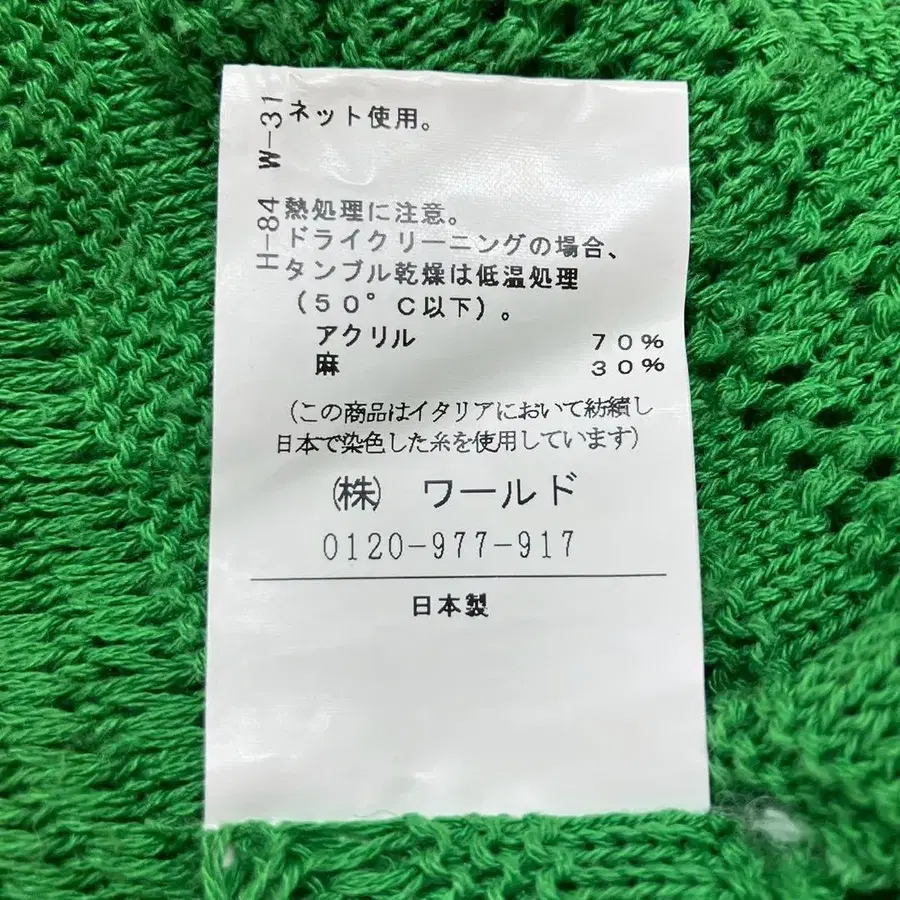 W-31
ネット使用。
H-84
熱処理に注意。
ドライクリーニングの場合、
タンブル乾燥は低温処理
(50°C以下)。
アクリル 70%
麻 30%
(この商品はイタリアにおいて紡績し
日本で染色した糸を使用しています)
㈱ ワールド
0120-977-917
日本製